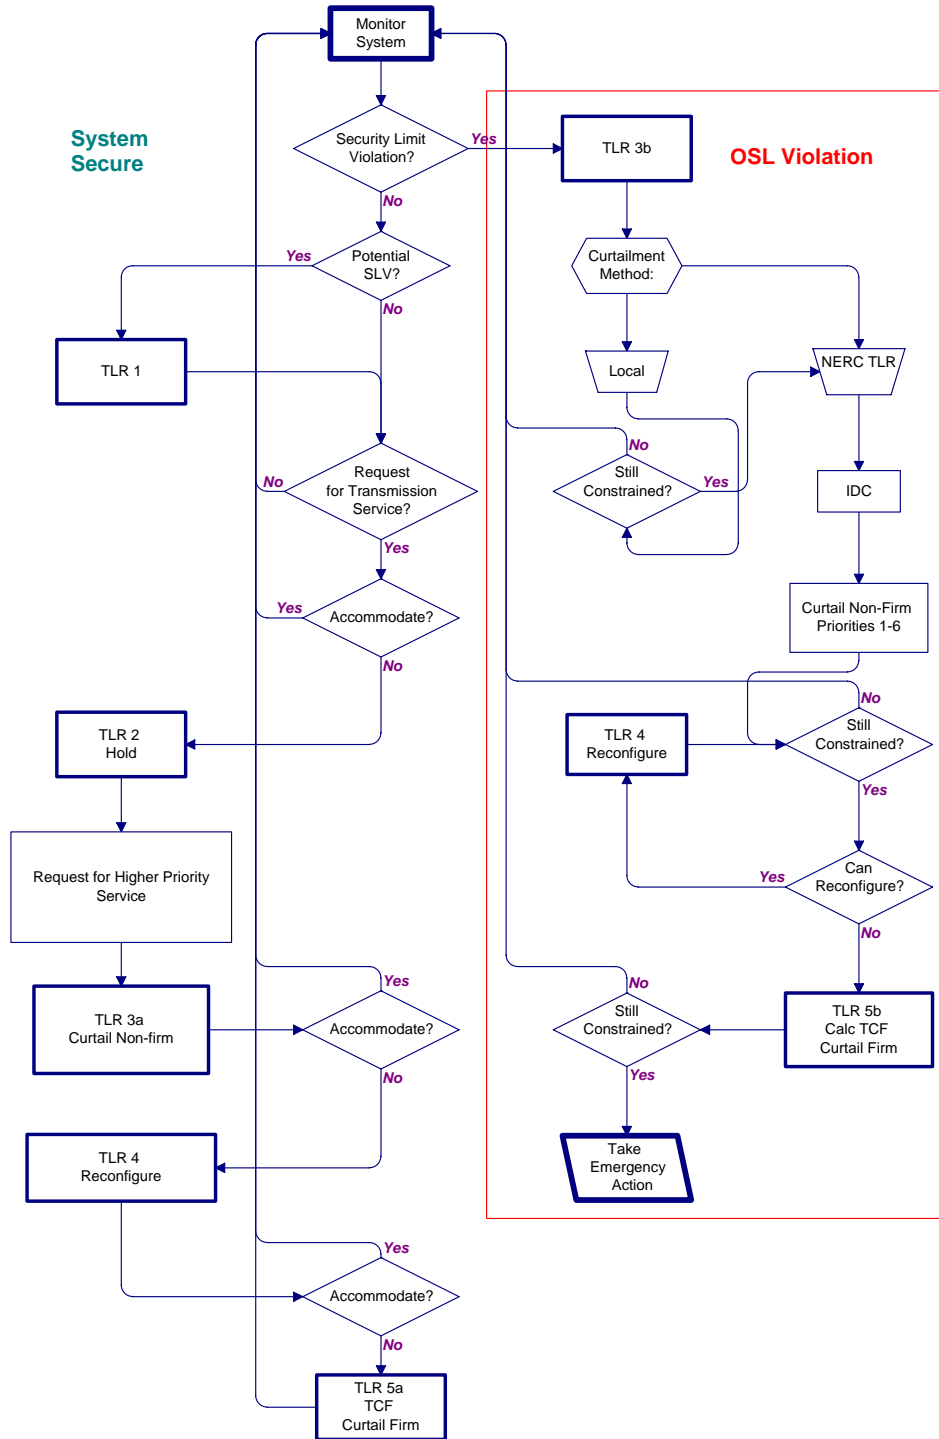 Monitor
System
System
Secure
Security Limit
Violation?
Yes
TLR 3b
OSL Violation
No
Potential
SLV?
Yes
No
Curtailment
Method:
TLR 1
Local
NERC TLR
No
Request
for Transmission
Service?
No
Still
Constrained?
Yes
IDC
Yes
Accommodate?
Yes
No
Curtail Non-Firm
Priorities 1-6
TLR 2
Hold
No
TLR 4
Reconfigure
Still
Constrained?
Yes
Request for Higher Priority
Service
Can
Reconfigure?
Yes
No
TLR 3a
Curtail Non-firm
Yes
Accommodate?
No
No
Still
Constrained?
Yes
TLR 5b
Calc TCF
Curtail Firm
TLR 4
Reconfigure
Take
Emergency
Action
Yes
Accommodate?
No
TLR 5a
TCF
Curtail Firm